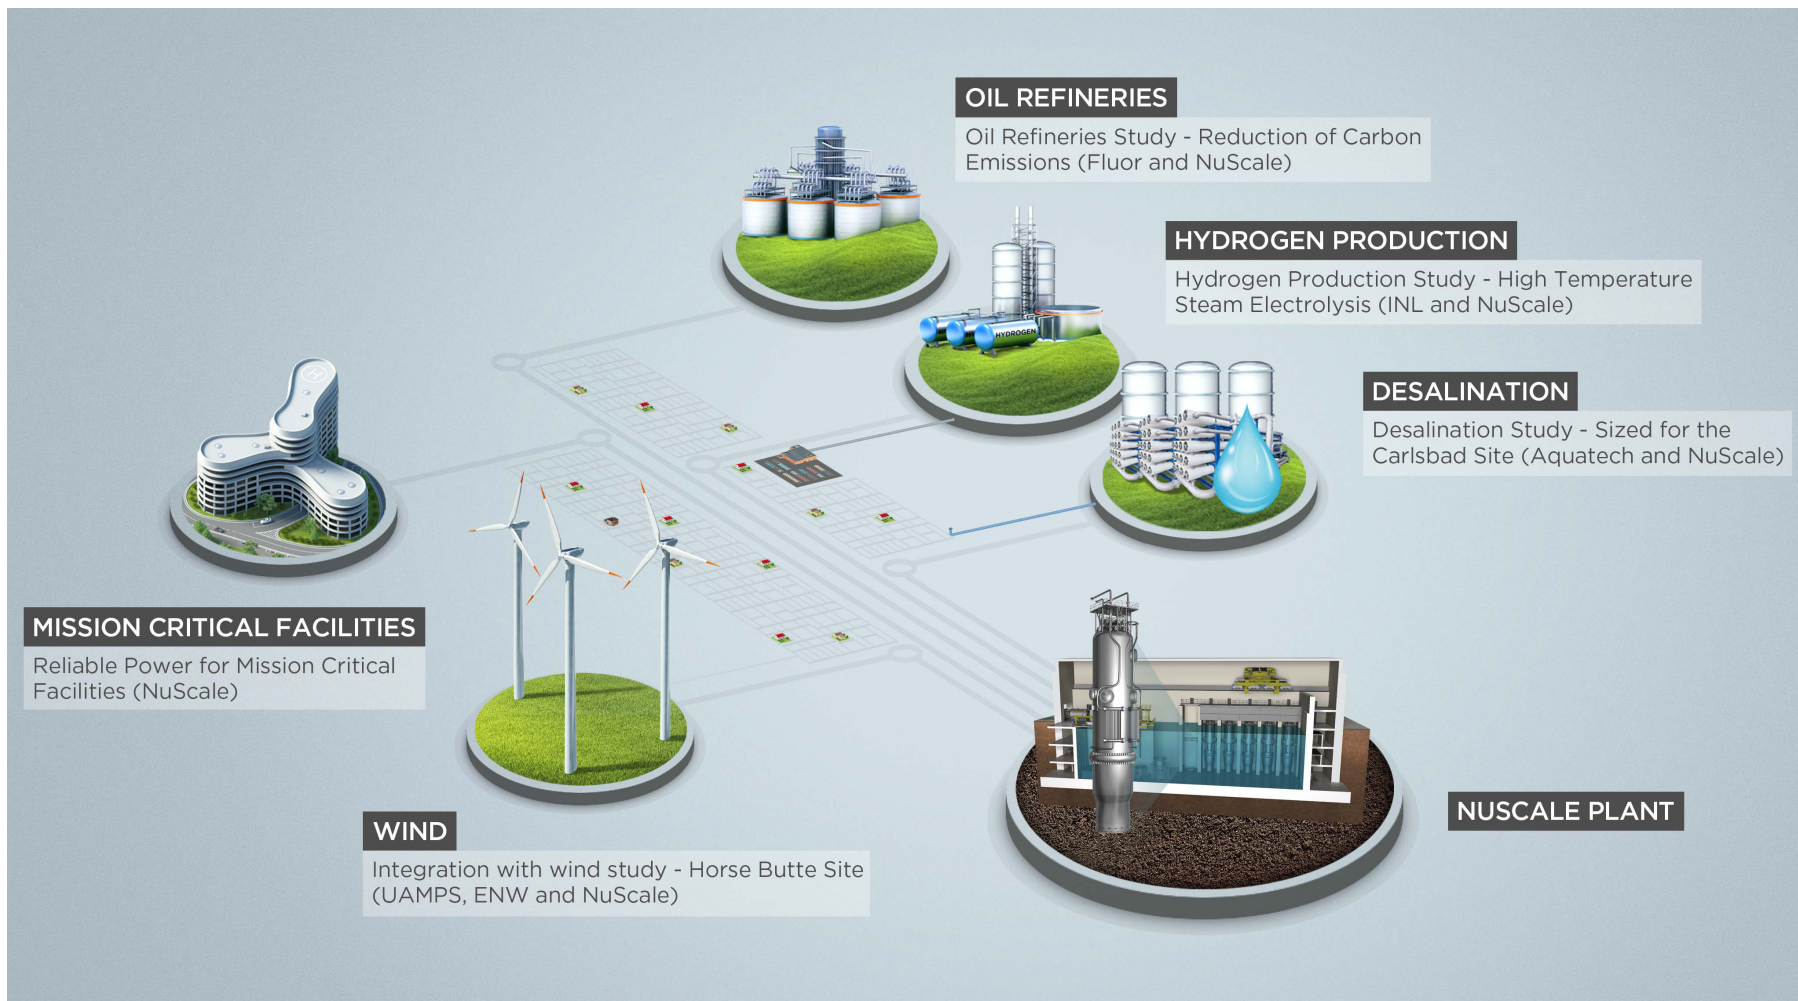 OIL REFINERIES
Oil Refineries Study - Reduction of Carbon
Emissions (Fluor and NuScale)
HYDROGEN PRODUCTION
Hydrogen Production Study - High Temperature
Steam Electrolysis (INL and NuScale)
HYDROGEN
DESALINATION
Desalination Study - Sized for the
Carlsbad Site (Aquatech and NuScale)
H
MISSION CRITICAL FACILITIES
Reliable Power for Mission Critical
Facilities (NuScale)
WIND
Integration with wind study - Horse Butte Site
(UAMPS, ENW and NuScale)
NUSCALE PLANT